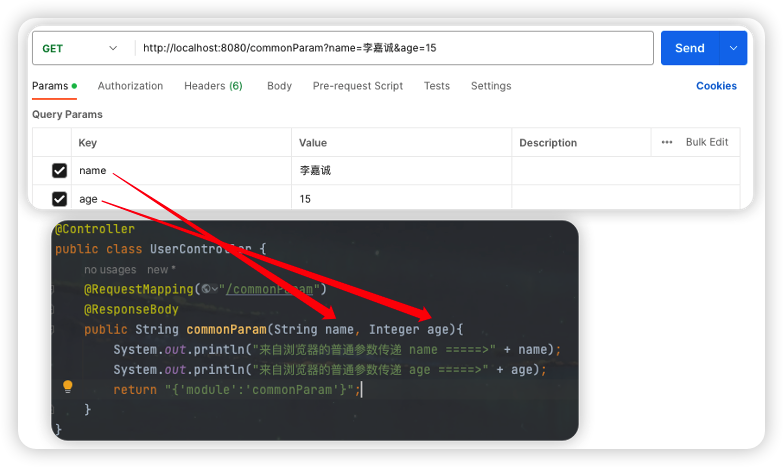 GET http://localhost:8080/commonParam?name=李嘉诚&age=15 Send
Params Authorization Headers (6) Body Pre-request Script Tests Settings Cookies
Query Params
Key Value Description ••• Bulk Edit
name 李嘉诚
age 15
@Controller
public class UserController {
no usages new *
@RequestMapping("/commonParam")
@ResponseBody
public String commonParam(String name, Integer age){
System.out.println("来自浏览器的普通参数传递 name =====>" + name);
System.out.println("来自浏览器的普通参数传递 age =====>" + age);
return "{'module':'commonParam'}";
}
}